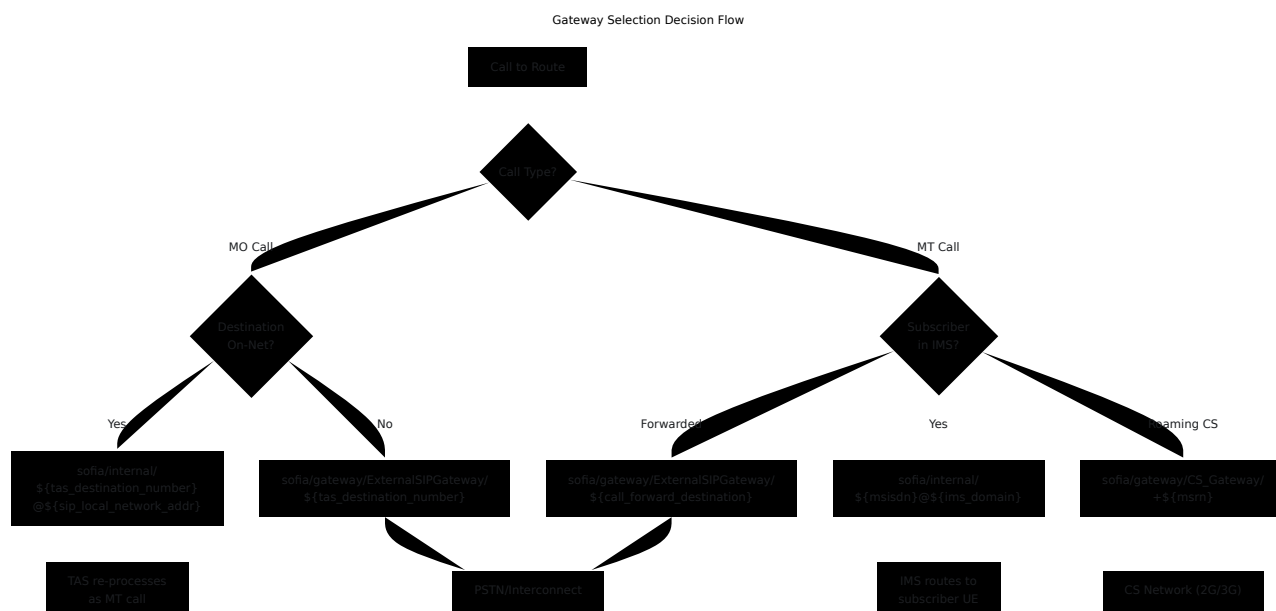 Gateway Selection Decision Flow
Call to Route
Call Type?
MO Call
MT Call
Destination
On-Net?
Subscriber
in IMS?
Yes
No
Forwarded
Yes
Roaming CS
sofia/internal/
${tas_destination_number}
@${sip_local_network_addr}
sofia/gateway/ExternalSIPGateway/
${tas_destination_number}
sofia/gateway/ExternalSIPGateway/
${call_forward_destination}
sofia/internal/
${msisdn}@${ims_domain}
sofia/gateway/CS_Gateway/
+${msrn}
TAS re-processes
as MT call
PSTN/Interconnect
IMS routes to
subscriber UE
CS Network (2G/3G)